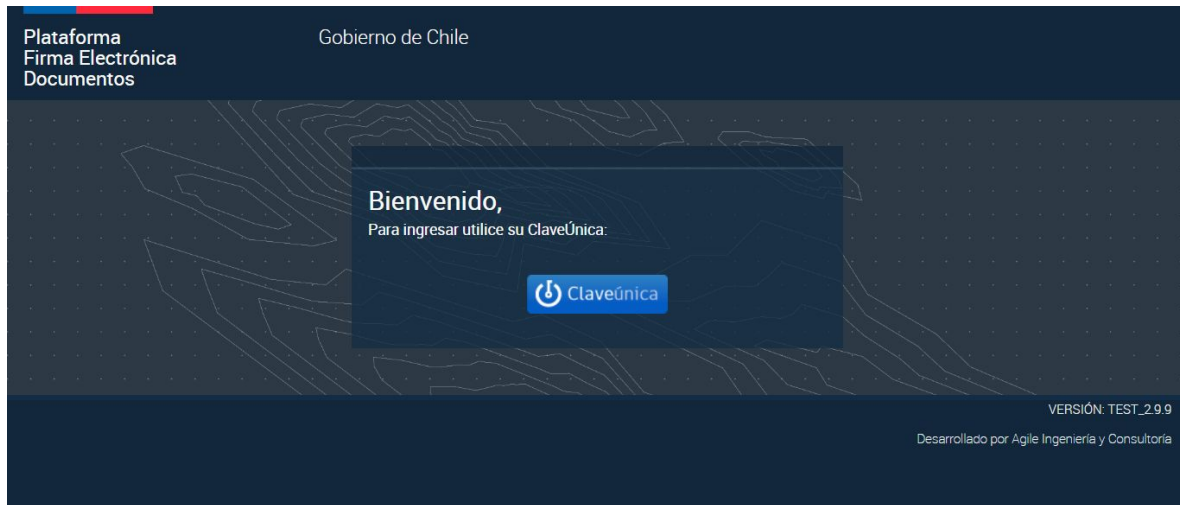 Plataforma
Firma Electrónica
Documentos
Gobierno de Chile
Bienvenido,
Para ingresar utilice su ClaveÚnica:
Claveúnica
VERSIÓN: TEST_2.9.9
Desarrollado por Agile Ingeniería y Consultoría